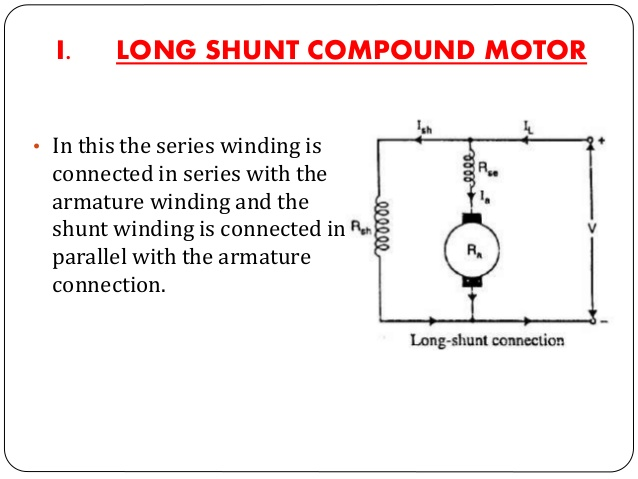 I. LONG SHUNT COMPOUND MOTOR
• In this the series winding is
connected in series with the
armature winding and the
shunt winding is connected in
parallel with the armature
connection.
Ish
IL
+
Rse
Ia
Rsh
RA
V
−
Long-shunt connection